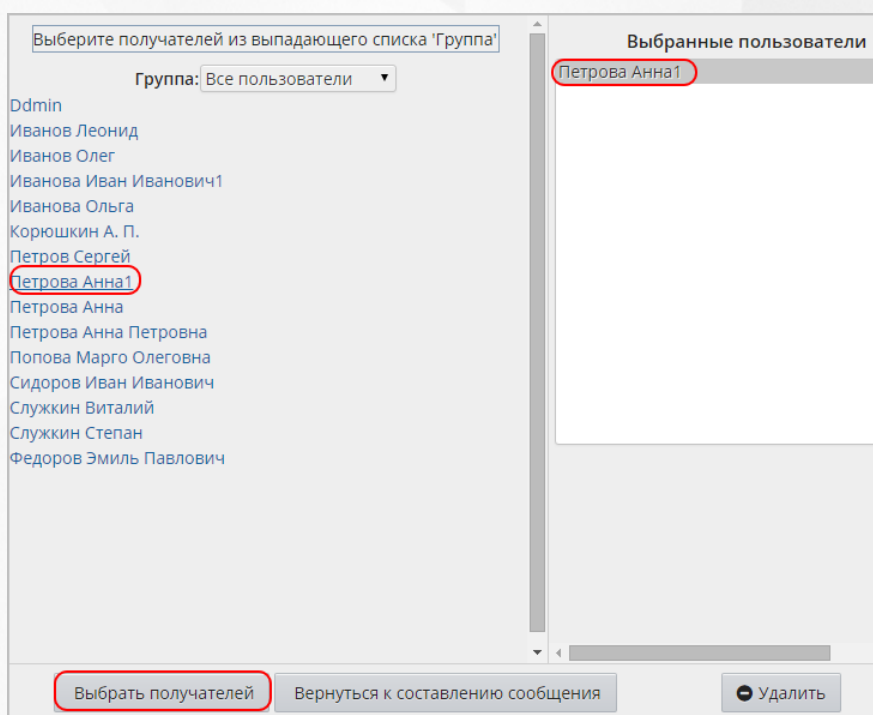 Выберите получателей из выпадающего списка 'Группа'
Группа: Все пользователи
Ddmin
Иванов Леонид
Иванов Олег
Иванова Иван Иванович1
Иванова Ольга
Корюшкин А. П.
Петров Сергей
Петрова Анна1
Петрова Анна
Петрова Анна Петровна
Попова Марго Олеговна
Сидоров Иван Иванович
Служкин Виталий
Служкин Степан
Федоров Эмиль Павлович
Выбранные пользователи
Петрова Анна1
Выбрать получателей
Вернуться к составлению сообщения
Удалить